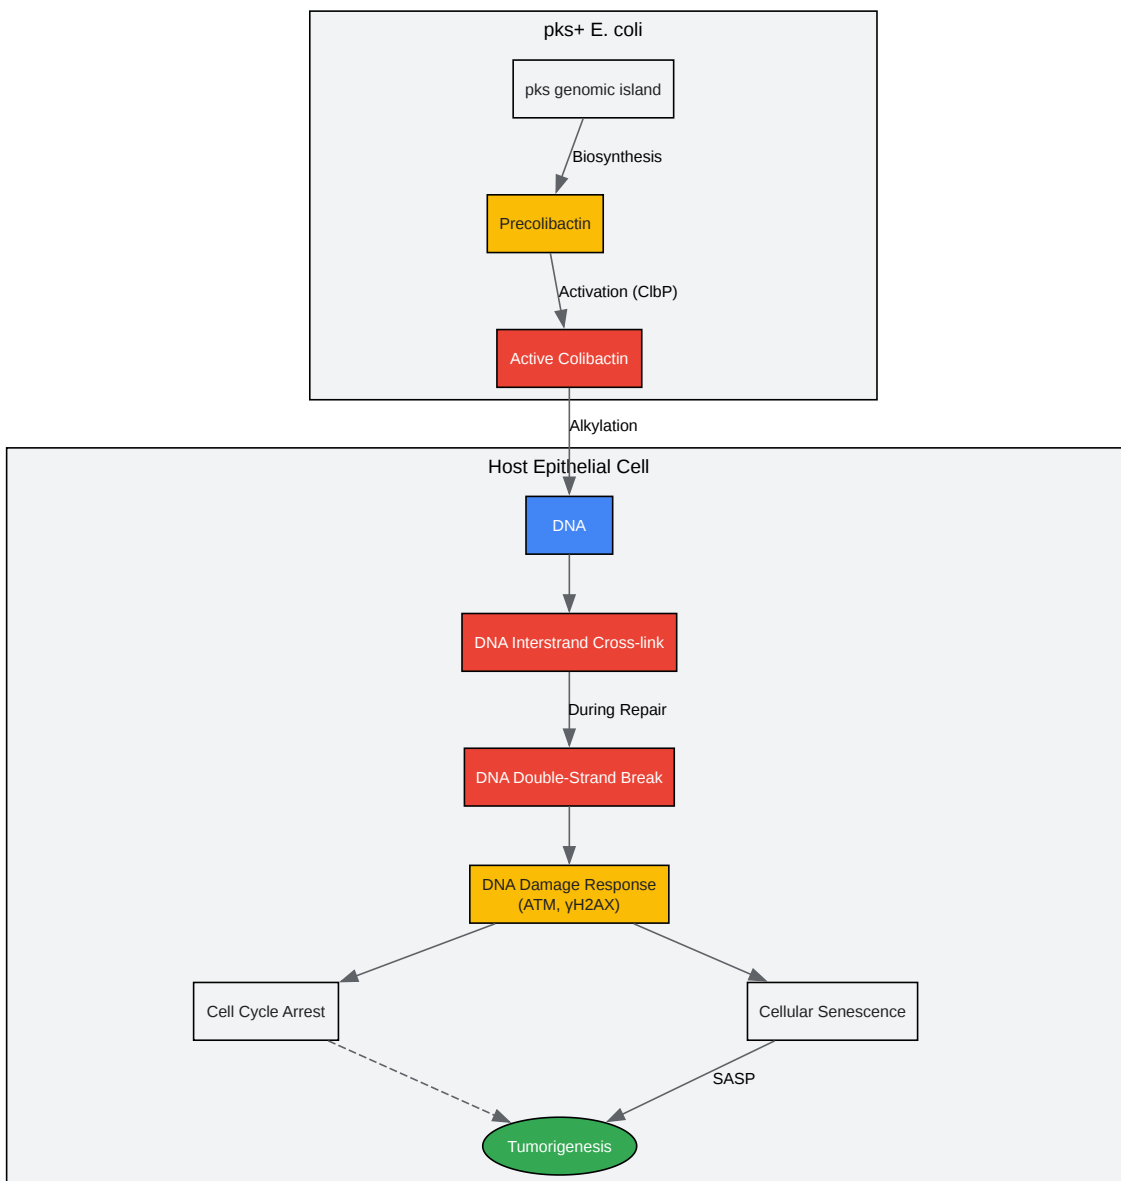 pks+ E. coli
pks genomic island
Biosynthesis
Precolibactin
Activation (ClbP)
Active Colibactin
Alkylation
Host Epithelial Cell
DNA
DNA Interstrand Cross-link
During Repair
DNA Double-Strand Break
DNA Damage Response
(ATM, γH2AX)
Cell Cycle Arrest
Cellular Senescence
SASP
Tumorigenesis